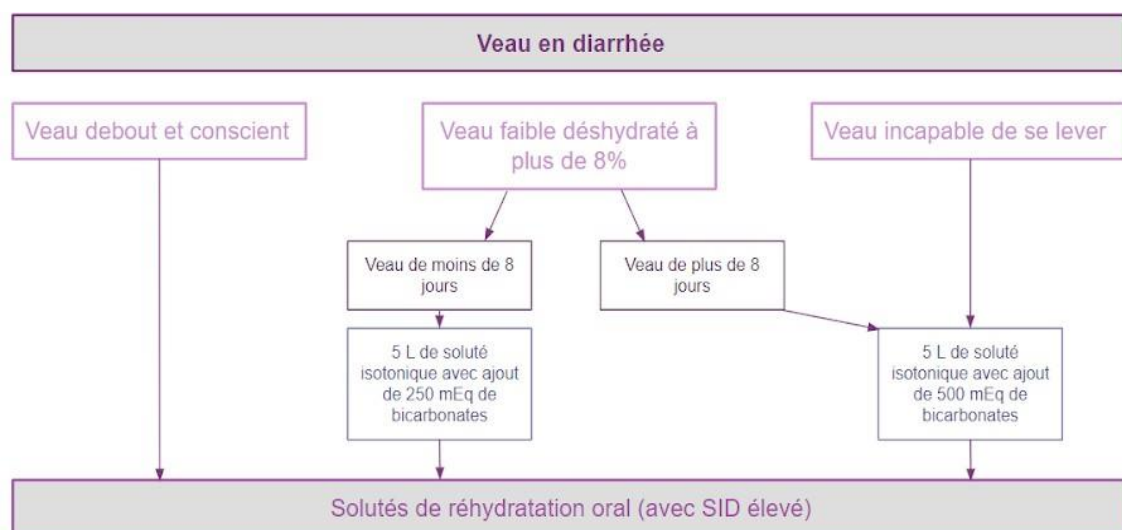 Veau en diarrhée
Veau debout et conscient
Veau faible déshydraté à
plus de 8%
Veau incapable de se lever
Veau de moins de 8
jours
Veau de plus de 8
jours
5 L de soluté
isotonique avec ajout
de 250 mEq de
bicarbonates
5 L de soluté
isotonique avec ajout
de 500 mEq de
bicarbonates
Solutés de réhydratation oral (avec SID élevé)